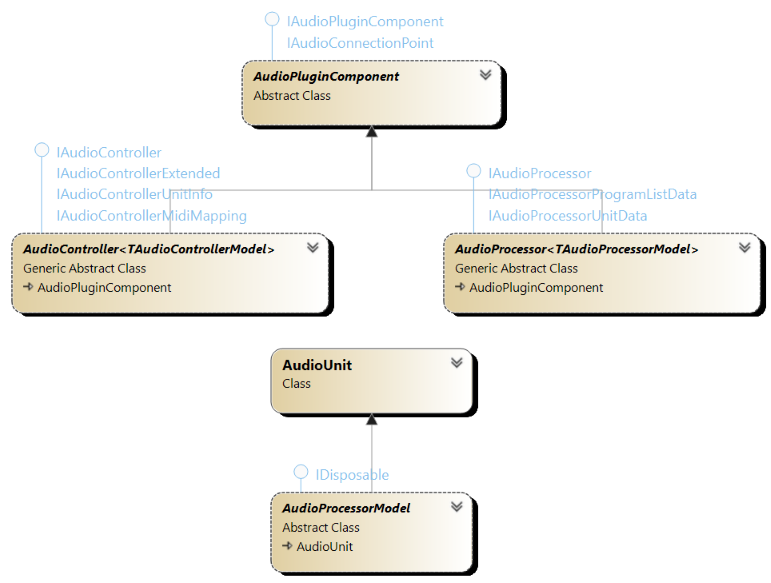 IAudioPluginComponent
IAudioConnectionPoint
AudioPluginComponent
Abstract Class
IAudioController
IAudioControllerExtended
IAudioControllerUnitInfo
IAudioControllerMidiMapping
AudioController<TAudioControllerModel>
Generic Abstract Class
AudioPluginComponent
IAudioProcessor
IAudioProcessorProgramListData
IAudioProcessorUnitData
AudioProcessor<TAudioProcessorModel>
Generic Abstract Class
AudioPluginComponent
AudioUnit
Class
IDisposable
AudioProcessorModel
Abstract Class
AudioUnit